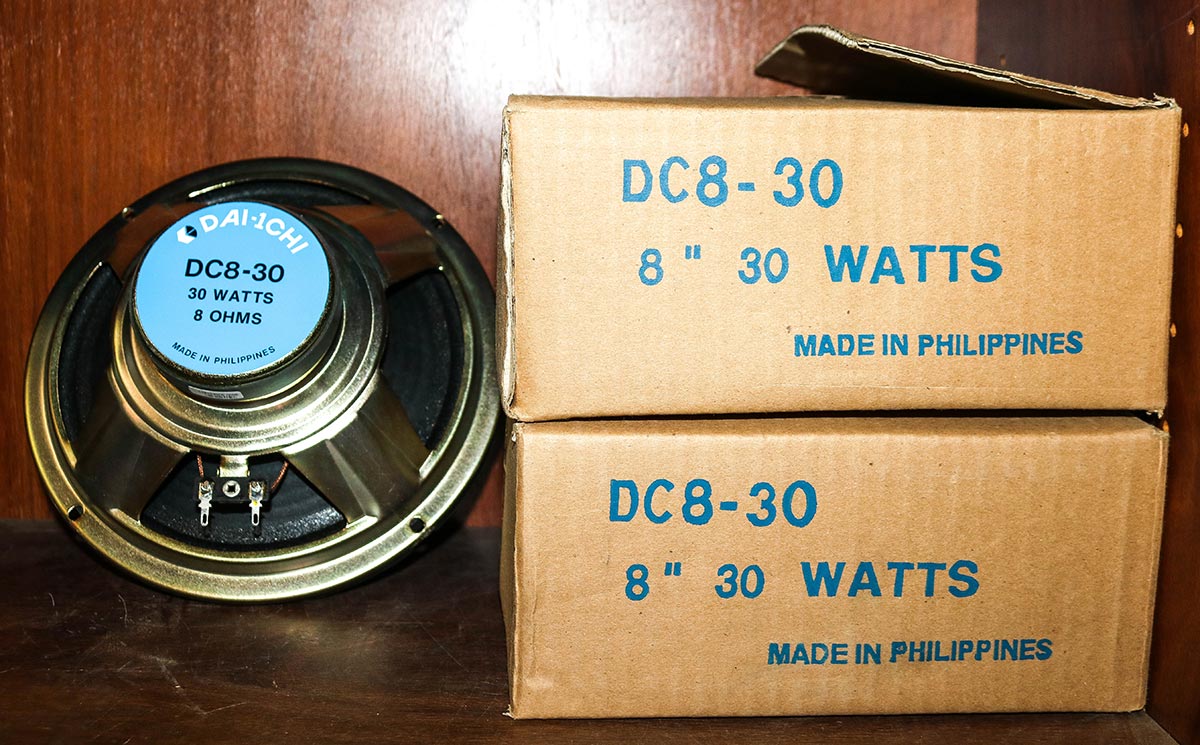 DAI-1CHI
DC8-30
30 WATTS
8 OHMS
MADE IN PHILIPPINES
DC8-30
8" 30 WATTS
MADE IN PHILIPPINES
DC8-30
8" 30 WATTS
MADE IN PHILIPPINES